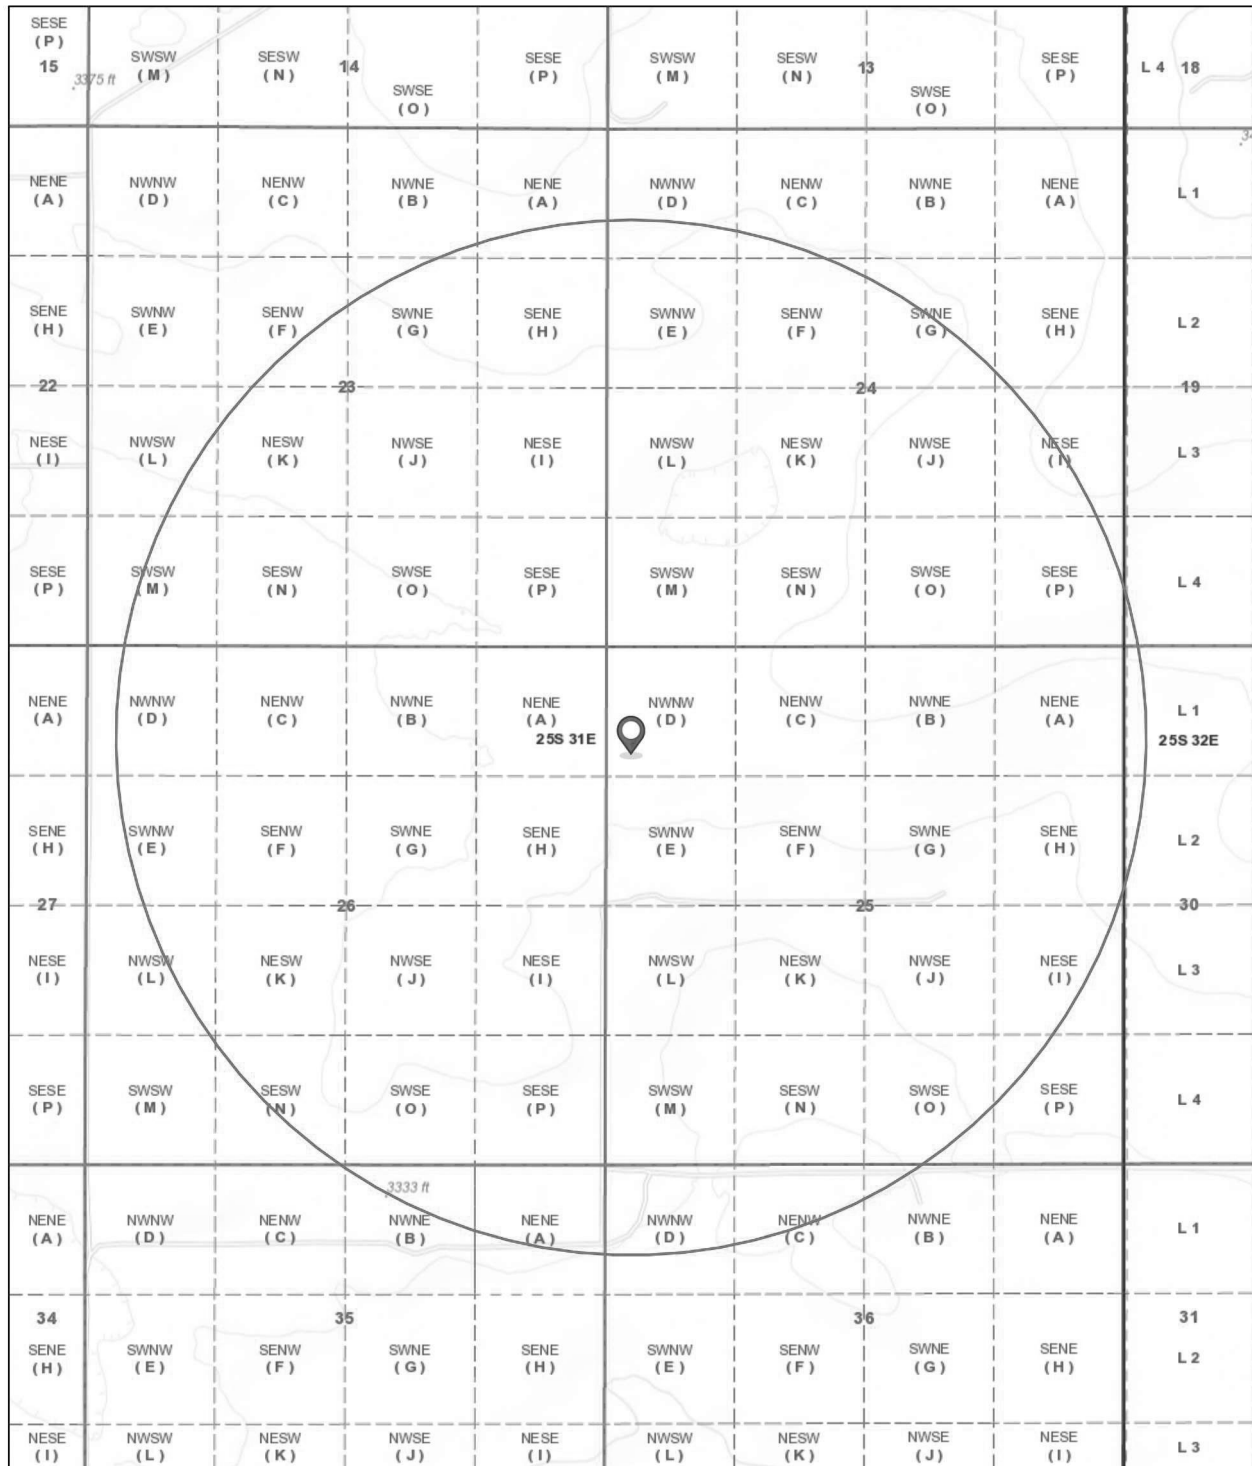 SESE
(P)
15
3375 ft
SWSW
(M)
SESW
(N)
14
SWSE
(O)
SESE
(P)
SWSW
(M)
SESW
(N)
13
SWSE
(O)
SESE
(P)
L 4 18
NENE
(A)
NWNW
(D)
NENW
(C)
NWNE
(B)
NENE
(A)
NWNW
(D)
NENW
(C)
NWNE
(B)
NENE
(A)
L 1
SENE
(H)
SWNW
(E)
SENW
(F)
SWNE
(G)
SENE
(H)
SWNW
(E)
SENW
(F)
SWNE
(G)
SENE
(H)
L 2
22
23
24
19
NESE
(I)
NWSW
(L)
NESW
(K)
NWSE
(J)
NESE
(I)
NWSW
(L)
NESW
(K)
NWSE
(J)
NESE
(I)
L 3
SESE
(P)
SWSW
(M)
SESW
(N)
SWSE
(O)
SESE
(P)
SWSW
(M)
SESW
(N)
SWSE
(O)
SESE
(P)
L 4
NENE
(A)
NWNW
(D)
NENW
(C)
NWNE
(B)
NENE
(A)
NWNW
(D)
NENW
(C)
NWNE
(B)
NENE
(A)
L 1
25S 31E
25S 32E
SENE
(H)
SWNW
(E)
SENW
(F)
SWNE
(G)
SENE
(H)
SWNW
(E)
SENW
(F)
SWNE
(G)
SENE
(H)
L 2
27
26
25
30
NESE
(I)
NWSW
(L)
NESW
(K)
NWSE
(J)
NESE
(I)
NWSW
(L)
NESW
(K)
NWSE
(J)
NESE
(I)
L 3
SESE
(P)
SWSW
(M)
SESW
(N)
SWSE
(O)
SESE
(P)
SWSW
(M)
SESW
(N)
SWSE
(O)
SESE
(P)
L 4
3333 ft
NENE
(A)
NWNW
(D)
NENW
(C)
NWNE
(B)
NENE
(A)
NWNW
(D)
NENW
(C)
NWNE
(B)
NENE
(A)
L 1
34
35
36
31
SENE
(H)
SWNW
(E)
SENW
(F)
SWNE
(G)
SENE
(H)
SWNW
(E)
SENW
(F)
SWNE
(G)
SENE
(H)
L 2
NESE
(I)
NWSW
(L)
NESW
(K)
NWSE
(J)
NESE
(I)
NWSW
(L)
NESW
(K)
NWSE
(J)
NESE
(I)
L 3